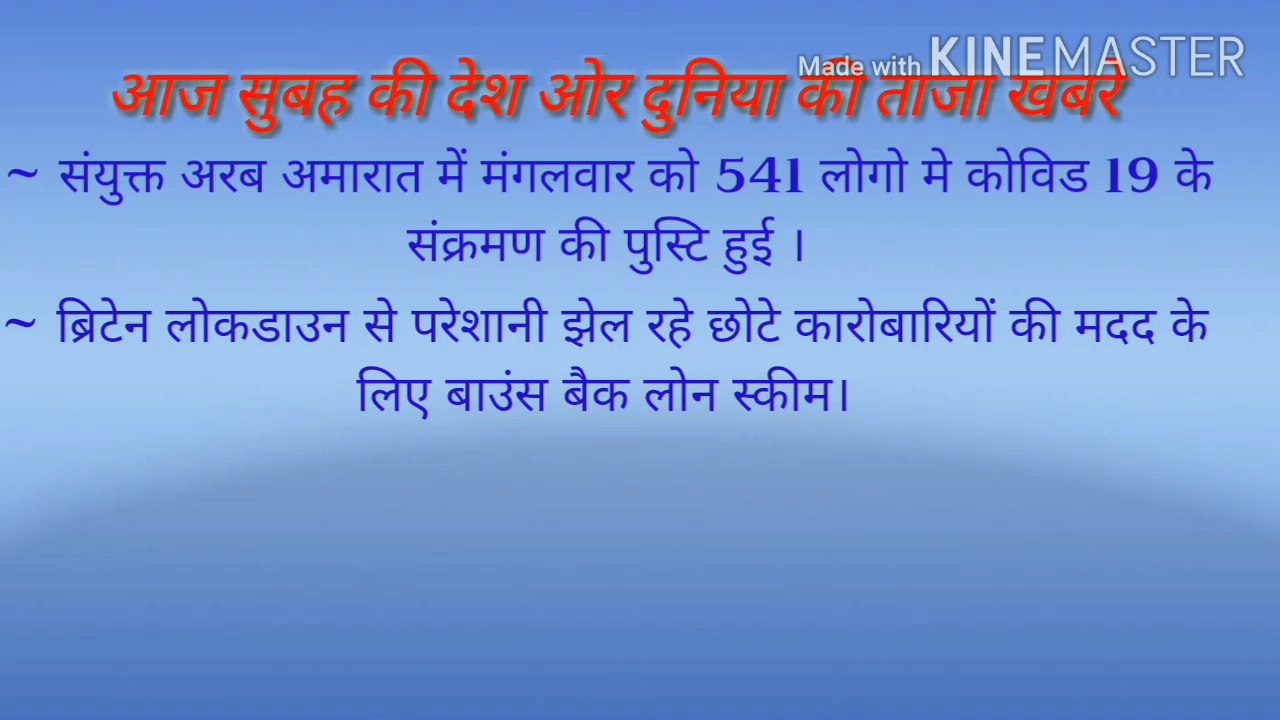 Made with KINEMASTER
आज सुबह की देश ओर दुनिया की ताजा खबरे
~ संयुक्त अरब अमारात में मंगलवार को 541 लोगो मे कोविड 19 के
संक्रमण की पुस्टि हुई ।
~ ब्रिटेन लोकडाउन से परेशानी झेल रहे छोटे कारोबारियों की मदद के
लिए बाउंस बैक लोन स्कीम।